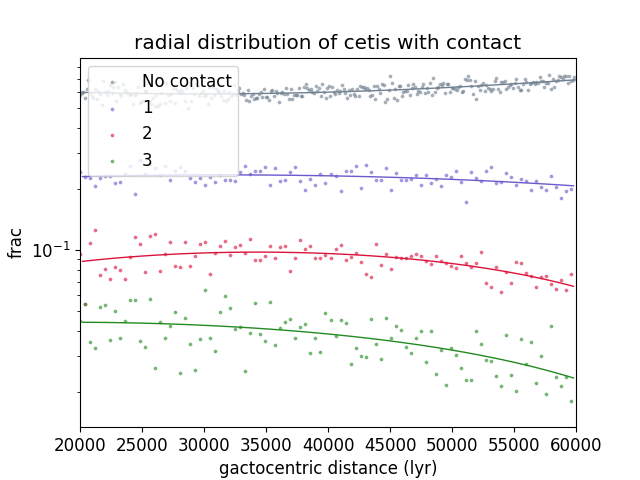 radial distribution of cetis with contact
No contact
1
2
3
frac
10⁻¹
20000 25000 30000 35000 40000 45000 50000 55000 60000
gactocentric distance (lyr)